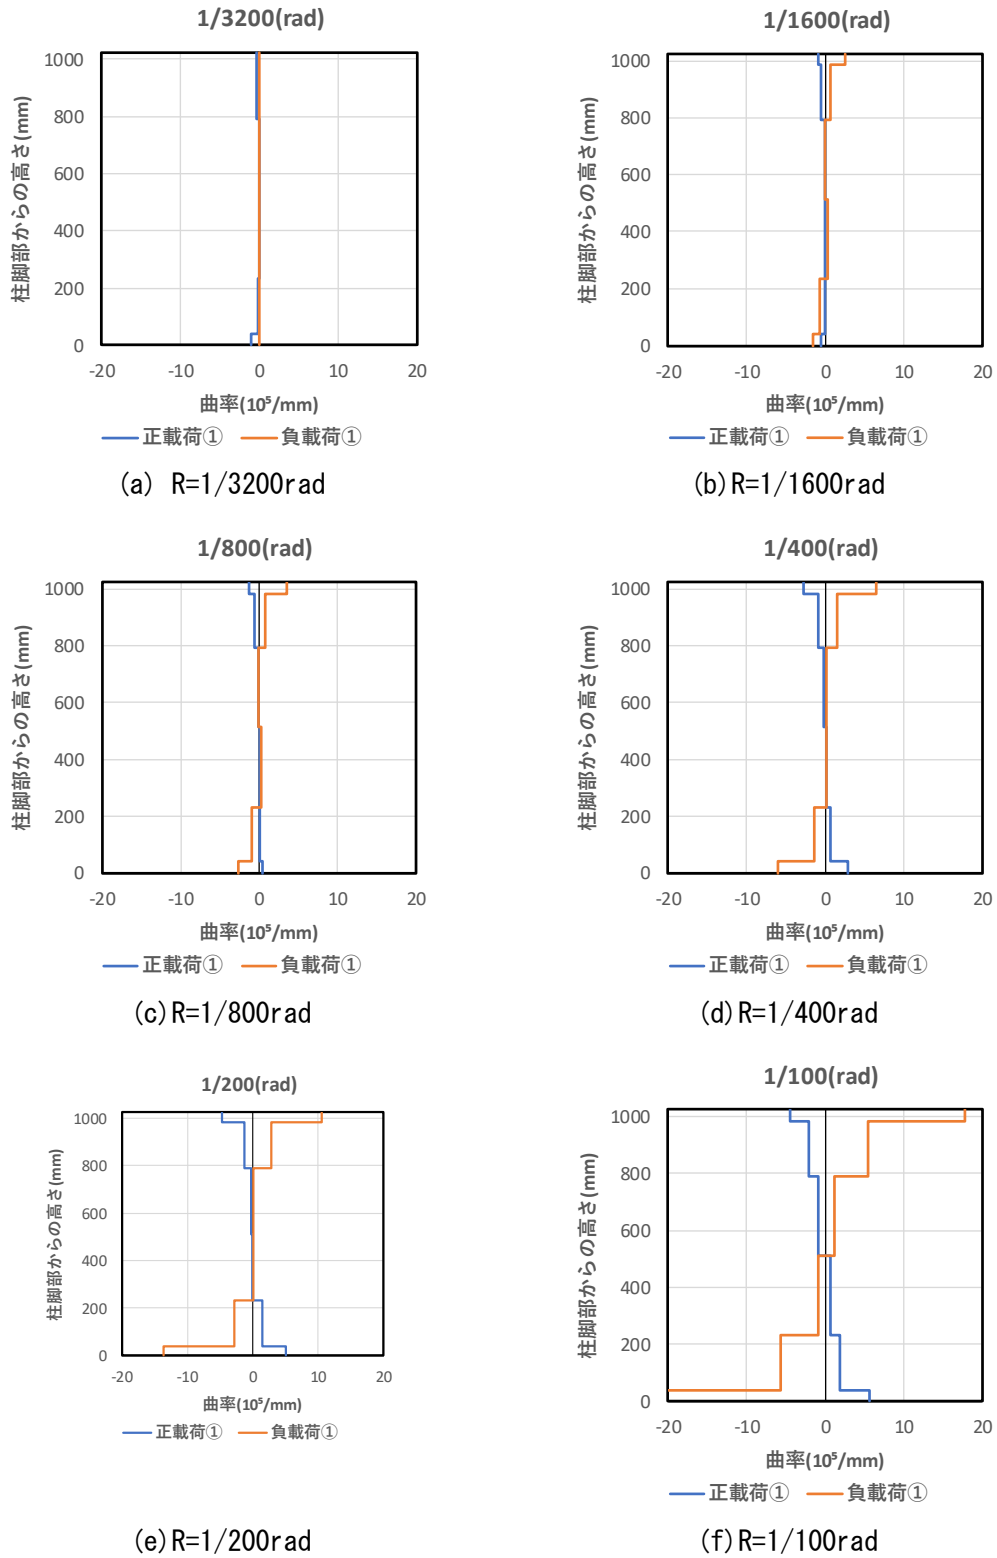 1/3200(rad)
柱脚部からの高さ(mm)
1000
800
600
400
200
0
-20 -10 0 10 20
曲率(10⁵/mm)
正載荷① 負載荷①
(a) R=1/3200rad
1/1600(rad)
柱脚部からの高さ(mm)
1000
800
600
400
200
0
-20 -10 0 10 20
曲率(10⁵/mm)
正載荷① 負載荷①
(b)R=1/1600rad
1/800(rad)
柱脚部からの高さ(mm)
1000
800
600
400
200
0
-20 -10 0 10 20
曲率(10⁵/mm)
正載荷① 負載荷①
(c)R=1/800rad
1/400(rad)
柱脚部からの高さ(mm)
1000
800
600
400
200
0
-20 -10 0 10 20
曲率(10⁵/mm)
正載荷① 負載荷①
(d)R=1/400rad
1/200(rad)
柱脚部からの高さ(mm)
1000
800
600
400
200
0
-20 -10 0 10 20
曲率(10⁵/mm)
正載荷① 負載荷①
(e)R=1/200rad
1/100(rad)
柱脚部からの高さ(mm)
1000
800
600
400
200
0
-20 -10 0 10 20
曲率(10⁵/mm)
正載荷① 負載荷①
(f)R=1/100rad